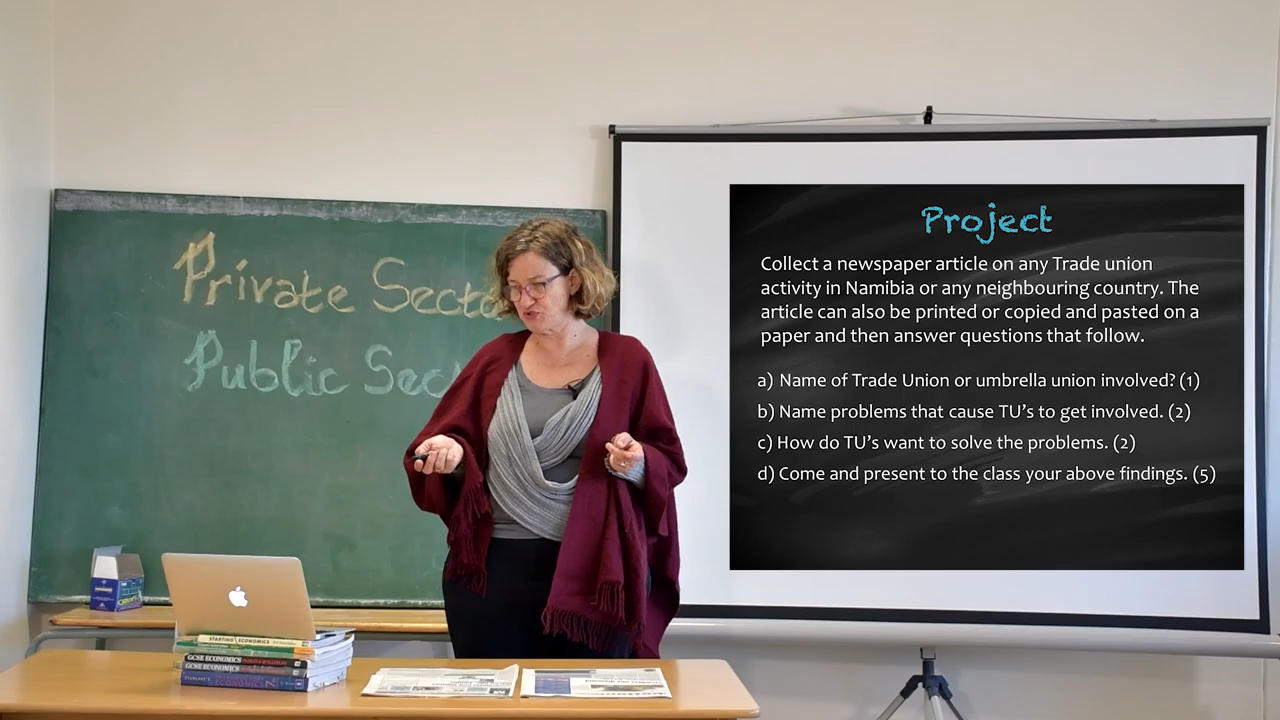 Private Secto
Public Sect
Project
Collect a newspaper article on any Trade union
activity in Namibia or any neighbouring country. The
article can also be printed or copied and pasted on a
paper and then answer questions that follow.
a) Name of Trade Union or umbrella union involved? (1)
b) Name problems that cause TU's to get involved. (2)
c) How do TU's want to solve the problems. (2)
d) Come and present to the class your above findings. (5)
STARTING ECONOMICS
GCSE ECONOMICS
GCSE ECONOMICS
ECONOMICS